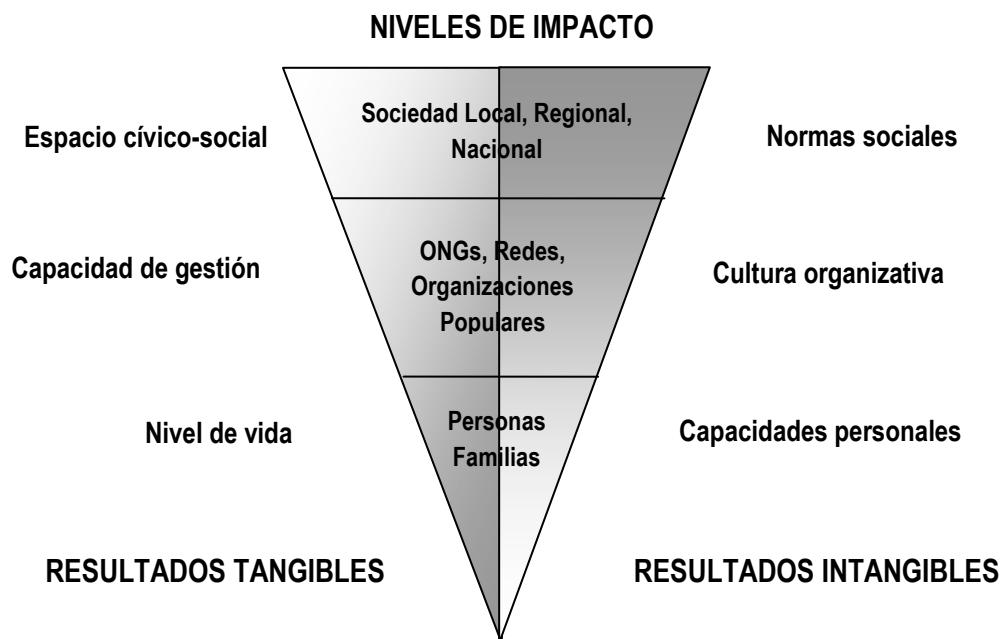 NIVELES DE IMPACTO
Sociedad Local, Regional,
Nacional
Espacio cívico-social
Normas sociales
ONGs, Redes,
Organizaciones
Populares
Capacidad de gestión
Cultura organizativa
Personas
Familias
Nivel de vida
Capacidades personales
RESULTADOS TANGIBLES
RESULTADOS INTANGIBLES